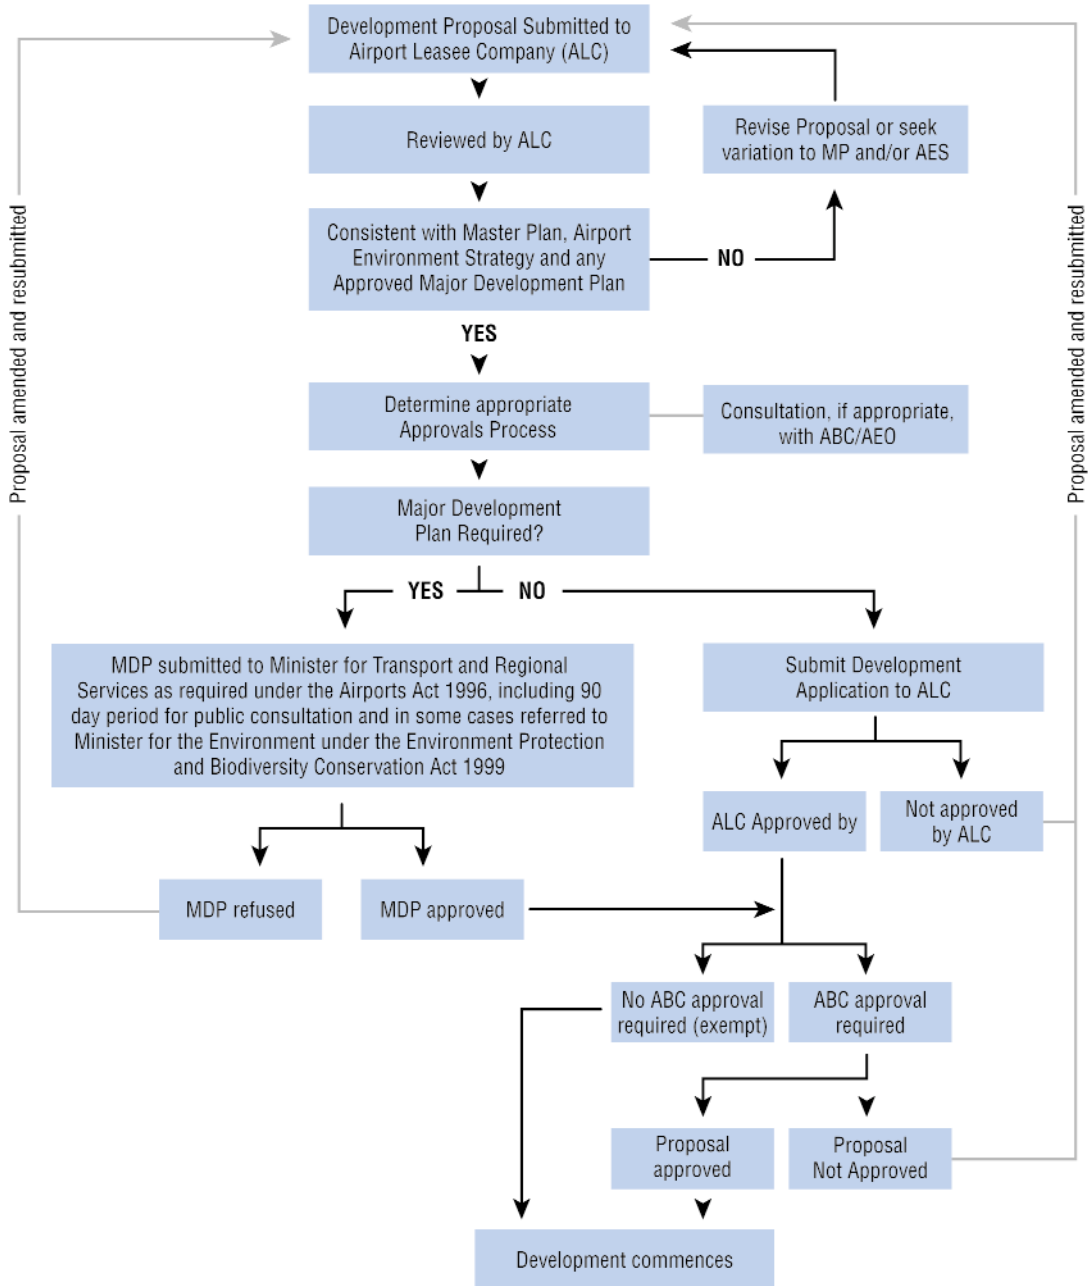 Development Proposal Submitted to
Airport Leasee Company (ALC)
Reviewed by ALC
Revise Proposal or seek
variation to MP and/or AES
Consistent with Master Plan, Airport
Environment Strategy and any
Approved Major Development Plan
NO
YES
Proposal amended and resubmitted
Proposal amended and resubmitted
Determine appropriate
Approvals Process
Consultation, if appropriate,
with ABC/AEO
Major Development
Plan Required?
YES
NO
MDP submitted to Minister for Transport and Regional
Services as required under the Airports Act 1996, including 90
day period for public consultation and in some cases referred to
Minister for the Environment under the Environment Protection
and Biodiversity Conservation Act 1999
Submit Development
Application to ALC
ALC Approved by
Not approved
by ALC
MDP refused
MDP approved
No ABC approval
required (exempt)
ABC approval
required
Proposal
approved
Proposal
Not Approved
Development commences